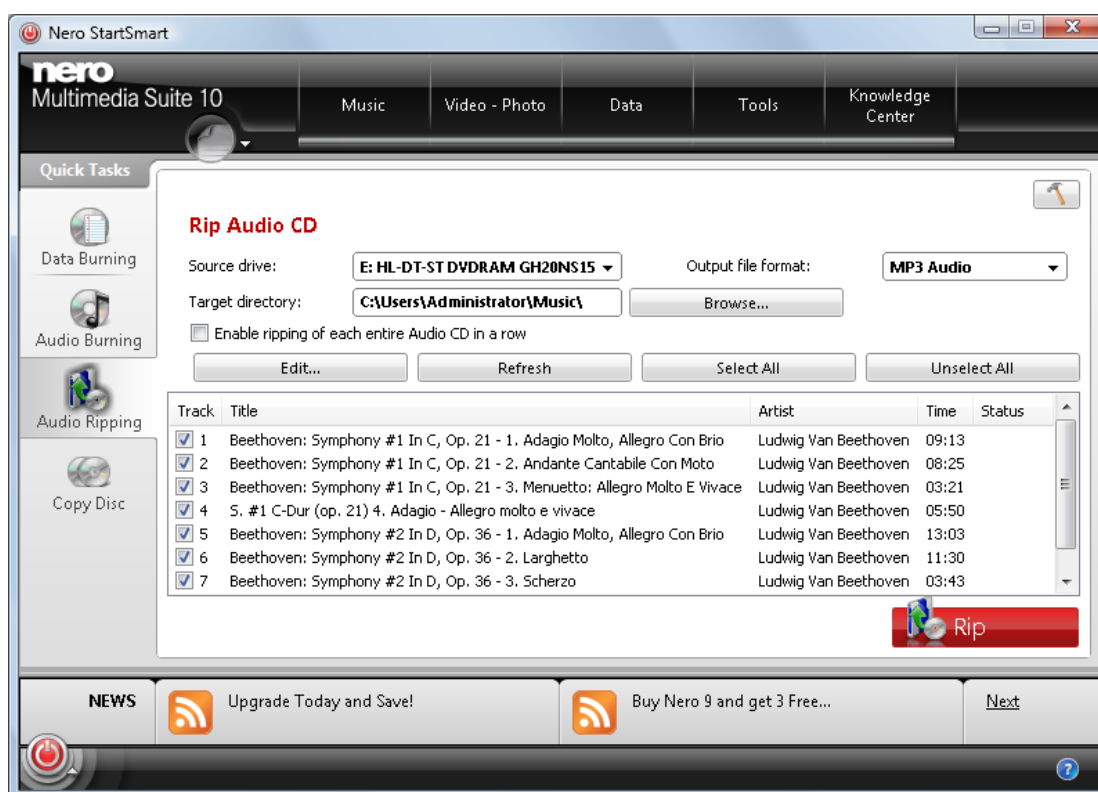 Nero StartSmart
nero
Multimedia Suite 10
Music
Video - Photo
Data
Tools
Knowledge
Center
Quick Tasks
Data Burning
Audio Burning
Audio Ripping
Copy Disc
Rip Audio CD
Source drive: E: HL-DT-ST DVDRAM GH20NS15 Output file format: MP3 Audio
Target directory: C:\Users\Administrator\Music\ Browse...
Enable ripping of each entire Audio CD in a row
Edit... Refresh Select All Unselect All
Track Title Artist Time Status
1 Beethoven: Symphony #1 In C, Op. 21 - 1. Adagio Molto, Allegro Con Brio Ludwig Van Beethoven 09:13
2 Beethoven: Symphony #1 In C, Op. 21 - 2. Andante Cantabile Con Moto Ludwig Van Beethoven 08:25
3 Beethoven: Symphony #1 In C, Op. 21 - 3. Menuetto: Allegro Molto E Vivace Ludwig Van Beethoven 03:21
4 S. #1 C-Dur (op. 21) 4. Adagio - Allegro molto e vivace Ludwig Van Beethoven 05:50
5 Beethoven: Symphony #2 In D, Op. 36 - 1. Adagio Molto, Allegro Con Brio Ludwig Van Beethoven 13:03
6 Beethoven: Symphony #2 In D, Op. 36 - 2. Larghetto Ludwig Van Beethoven 11:30
7 Beethoven: Symphony #2 In D, Op. 36 - 3. Scherzo Ludwig Van Beethoven 03:43
Rip
NEWS Upgrade Today and Save! Buy Nero 9 and get 3 Free... Next